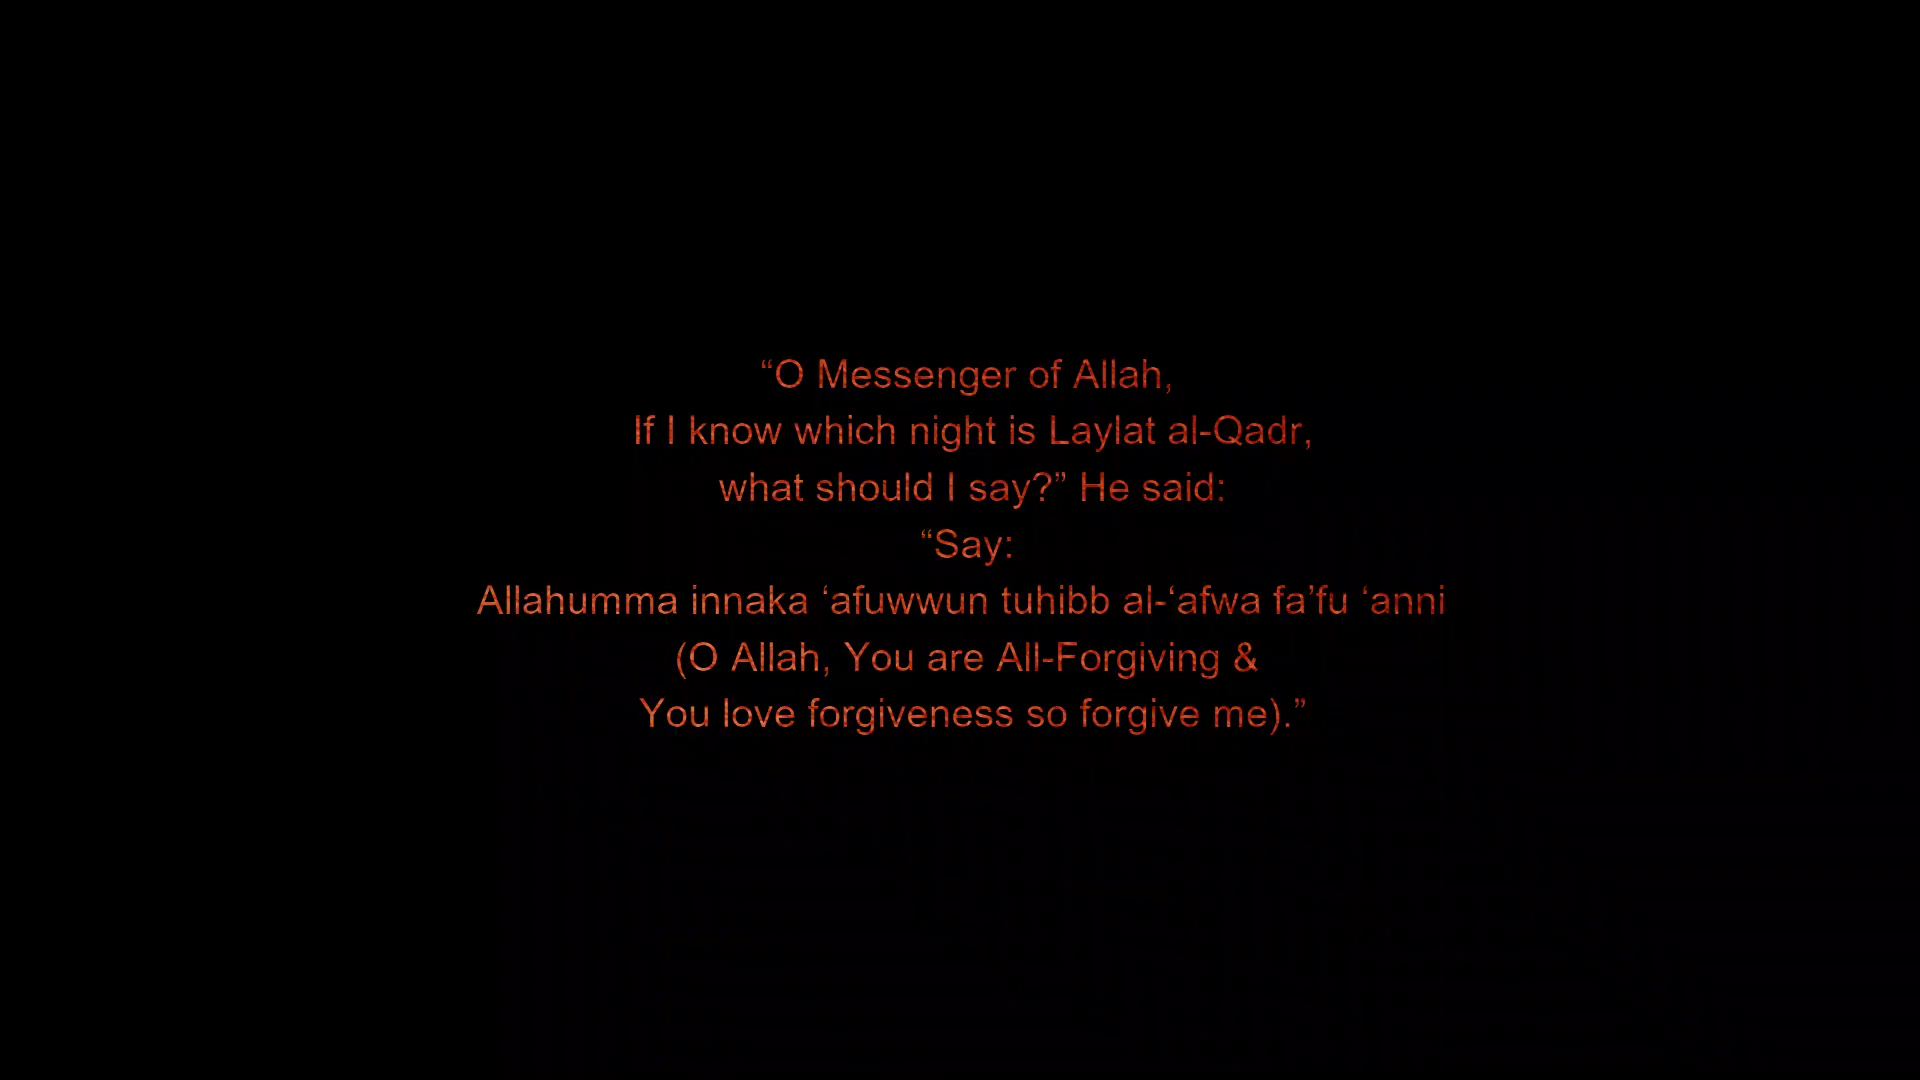 “O Messenger of Allah,
If I know which night is Laylat al-Qadr,
what should I say?” He said:
“Say:
Allahumma innaka ‘afuwwun tuhibb al-‘afwa fa’fu ‘anni
(O Allah, You are All-Forgiving &
You love forgiveness so forgive me).”